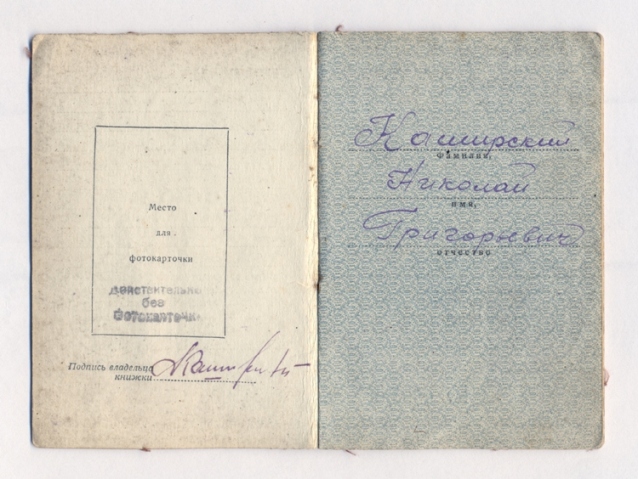 Место
для
фотокарточки
действительно
без
фотокарточки
Подпись владельца
книжки
Каширский
фамилия,
Николай
имя,
Григорьевич
отчество